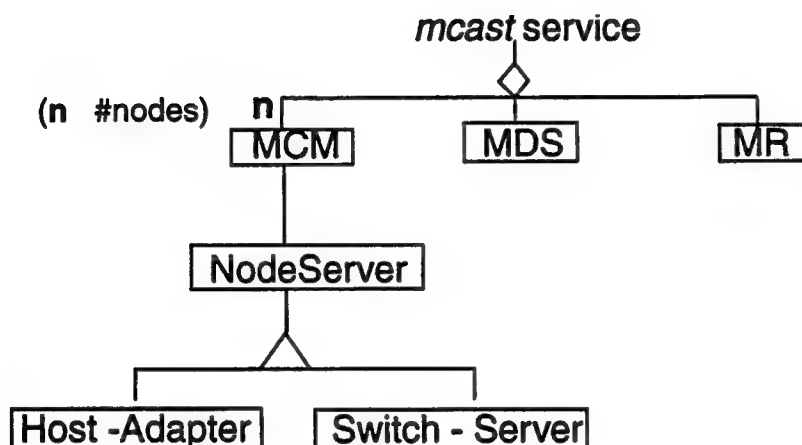 mcast service
(n #nodes) n
MCM MDS MR
NodeServer
Host -Adapter Switch - Server